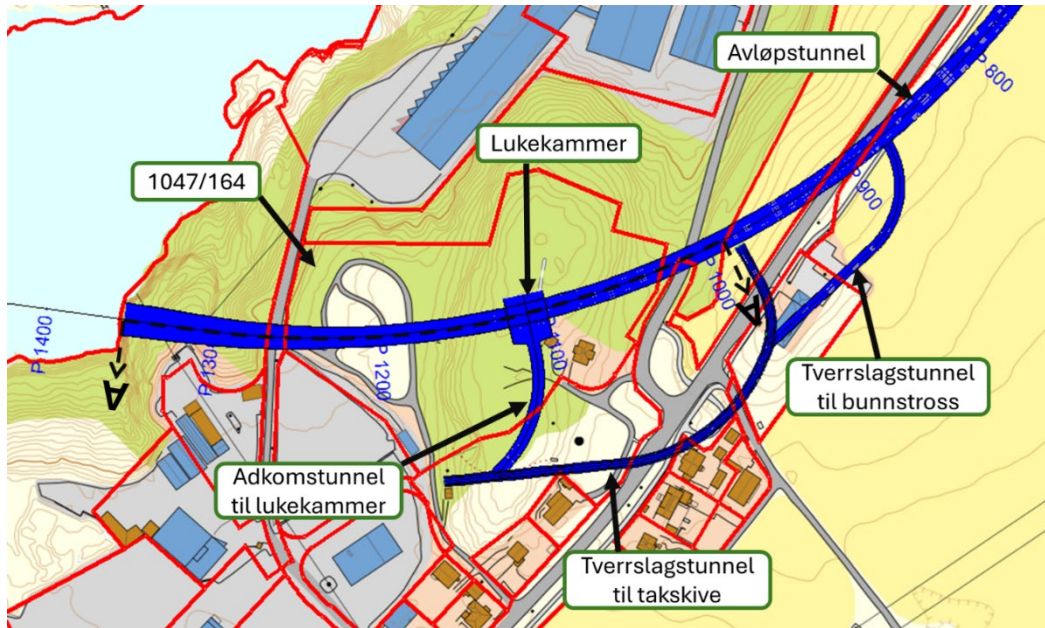 Avløpstunnel
P 800
Lukekammer
1047/164
P 900
P 1000
A
P 1400
P 130
P 1200
1100
A
Tverrslagstunnel
til bunnstross
Adkomstunnel
til lukekammer
Tverrslagstunnel
til takskive